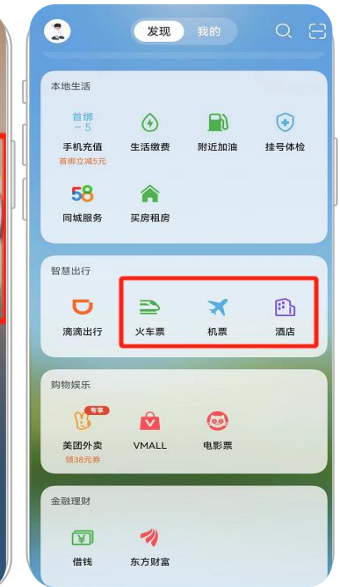 发现 我的
本地生活
首绑
-5
手机充值 生活缴费 附近加油 挂号体检
首绑立减5元
58
同城服务 买房租房
智慧出行
滴滴出行 火车票 机票 酒店
购物娱乐
专享
美团外卖 VMALL 电影票
领38元券
金融理财
借钱 东方财富